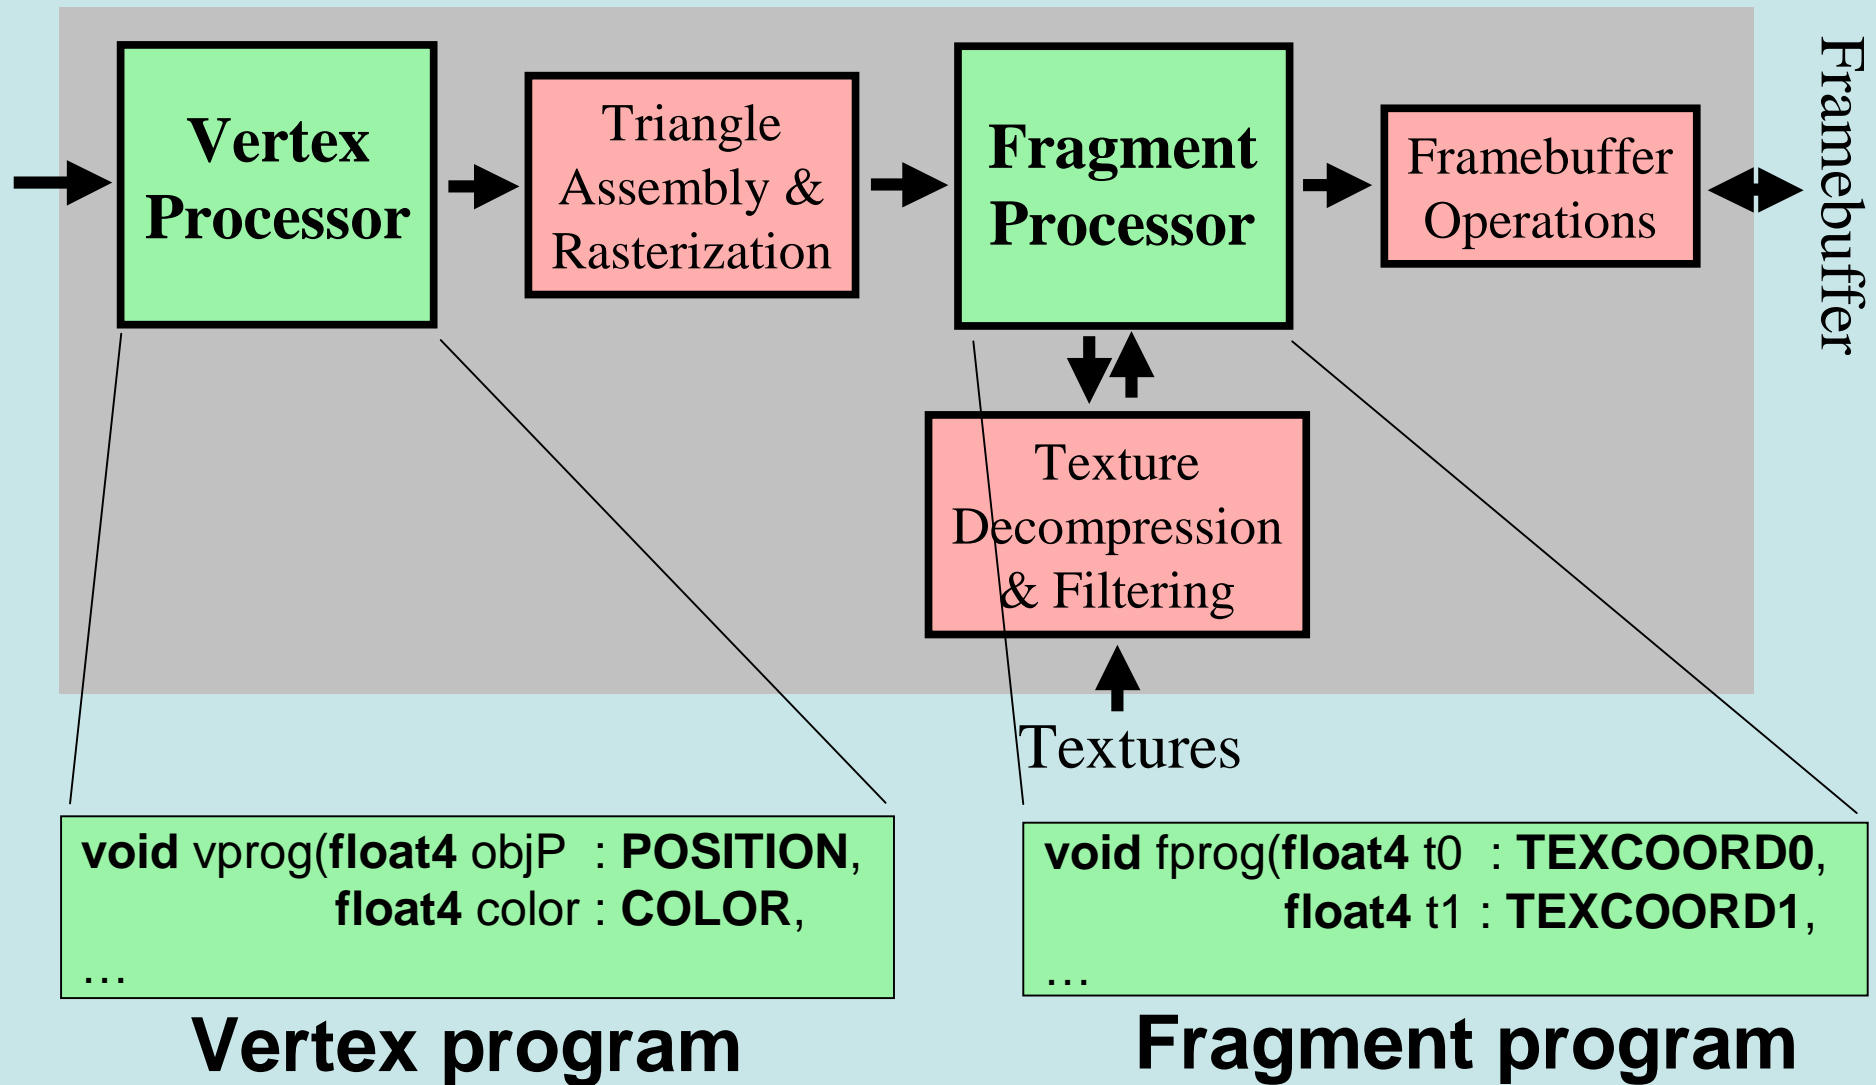 Vertex
Processor
Triangle
Assembly &
Rasterization
Fragment
Processor
Framebuffer
Operations
Framebuffer
Texture
Decompression
& Filtering
Textures
void vprog(float4 objP : POSITION,
float4 color : COLOR,
…
Vertex program
void fprog(float4 t0 : TEXCOORD0,
float4 t1 : TEXCOORD1,
…
Fragment program